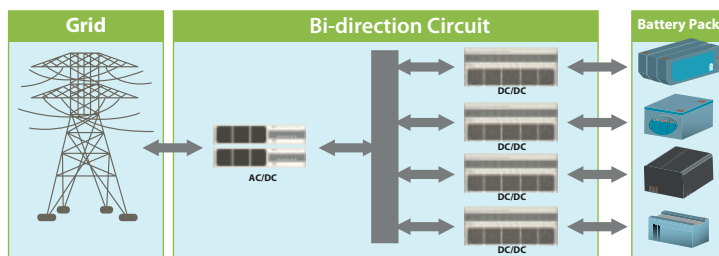 Grid
Bi-direction Circuit
Battery Pack
DC/DC
DC/DC
AC/DC
DC/DC
DC/DC